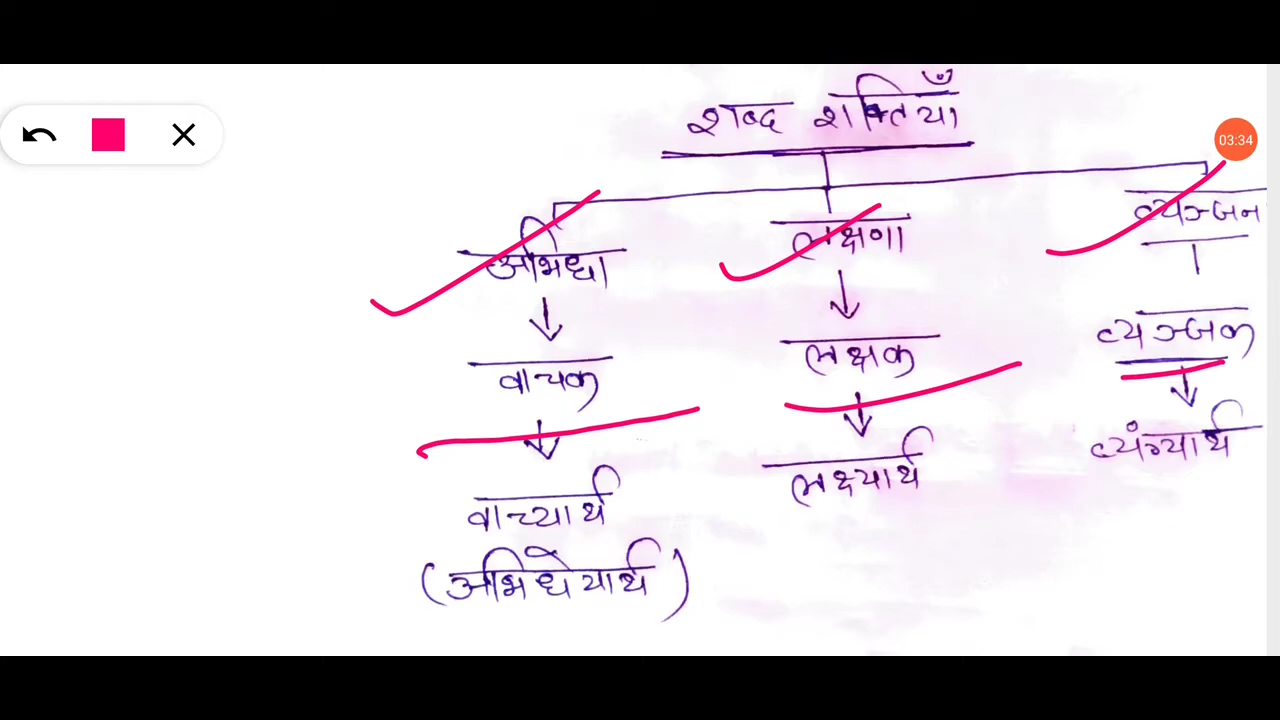 शब्द शक्तियाँ
03:34
अभिधा लक्षणा व्यञ्जन
वाचक लक्षक व्यञ्जक
वाच्यार्थ लक्ष्यार्थ व्यंग्यार्थ
(अभिधेयार्थ)